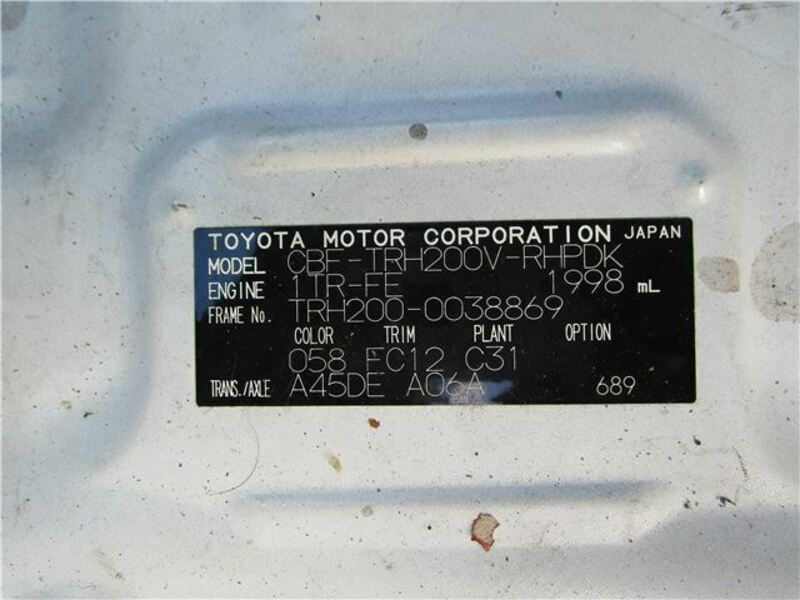 TOYOTA MOTOR CORPORATION JAPAN
MODEL CBF-TRH200V-RHPDK
ENGINE 1TR-FE 1998 mL
FRAME No. TRH200-0038869
COLOR TRIM PLANT OPTION
058 FC12 C31
TRANS./AXLE A45DE A06A 689